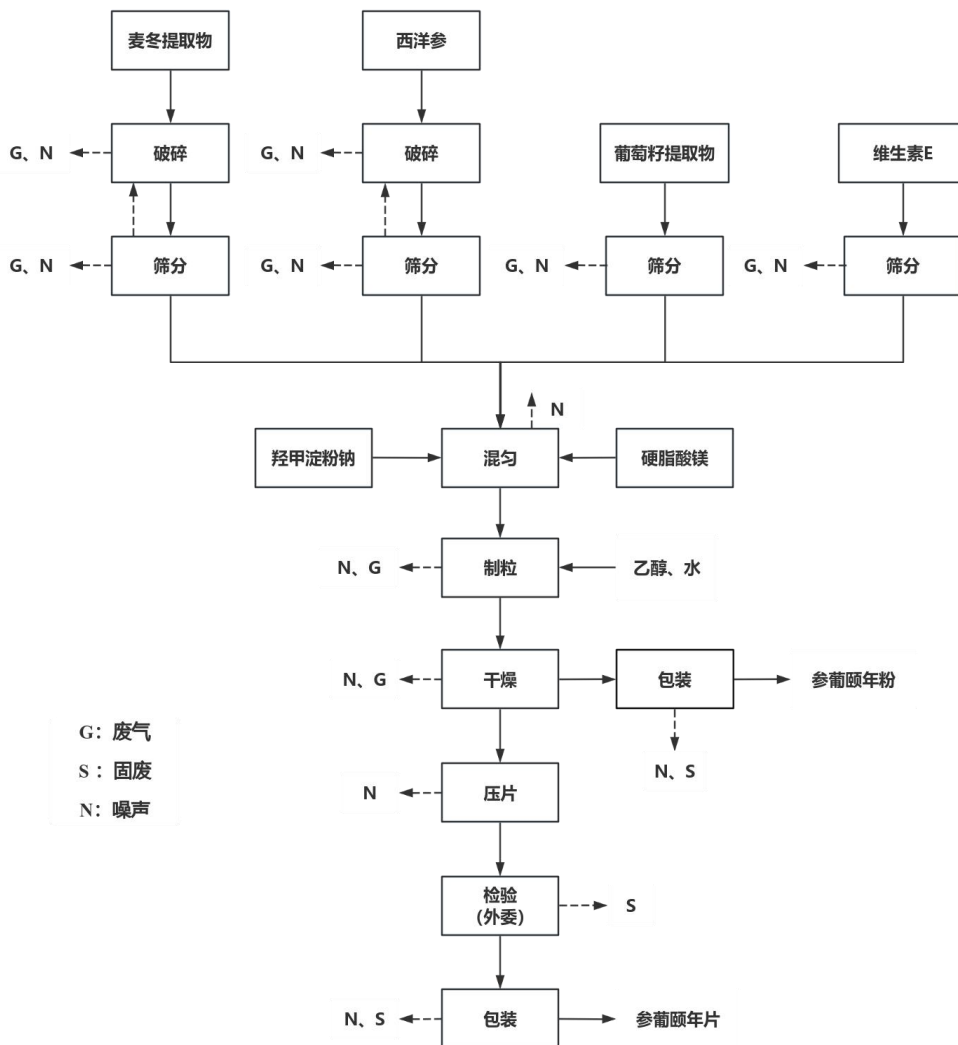 麦冬提取物
西洋参
G、N
破碎
G、N
破碎
葡萄籽提取物
维生素E
G、N
筛分
G、N
筛分
G、N
筛分
G、N
筛分
N
羟甲淀粉钠
混匀
硬脂酸镁
N、G
制粒
乙醇、水
N、G
干燥
包装
参葡颐年粉
G：废气
S：固废
N：噪声
N、S
N
压片
检验
（外委）
S
N、S
包装
参葡颐年片